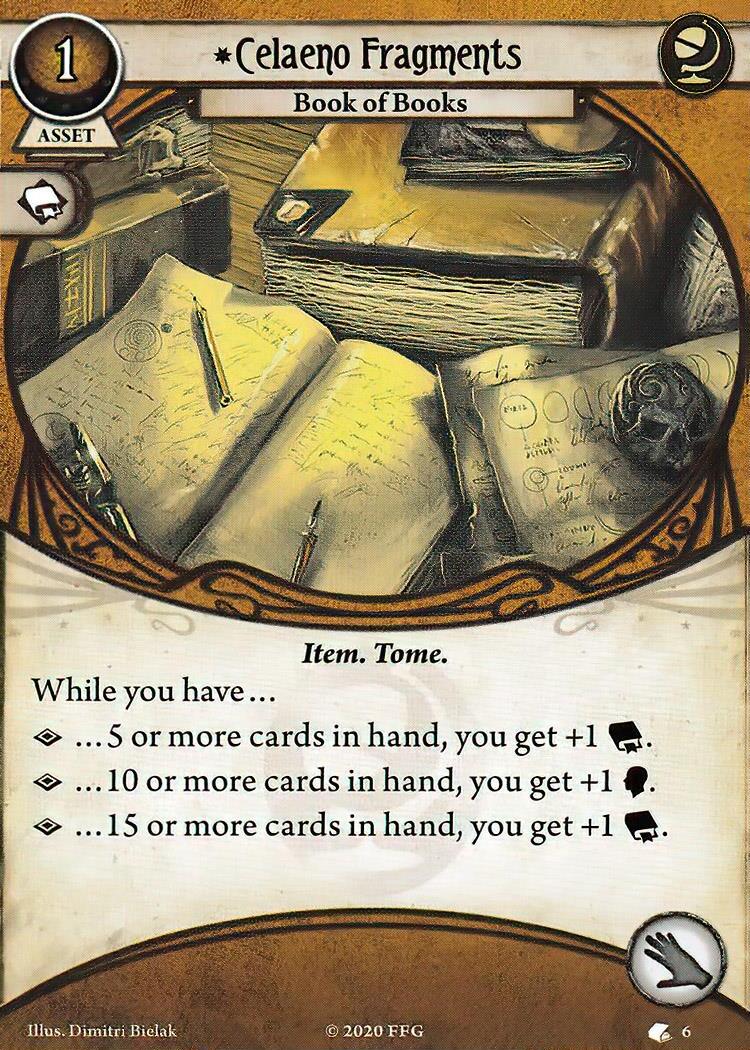 1
*Celaeno Fragments
Book of Books
ASSET
Item. Tome.
While you have...
...5 or more cards in hand, you get +1 .
...10 or more cards in hand, you get +1 .
...15 or more cards in hand, you get +1 .
Illus. Dimitri Bielak
© 2020 FFG
6